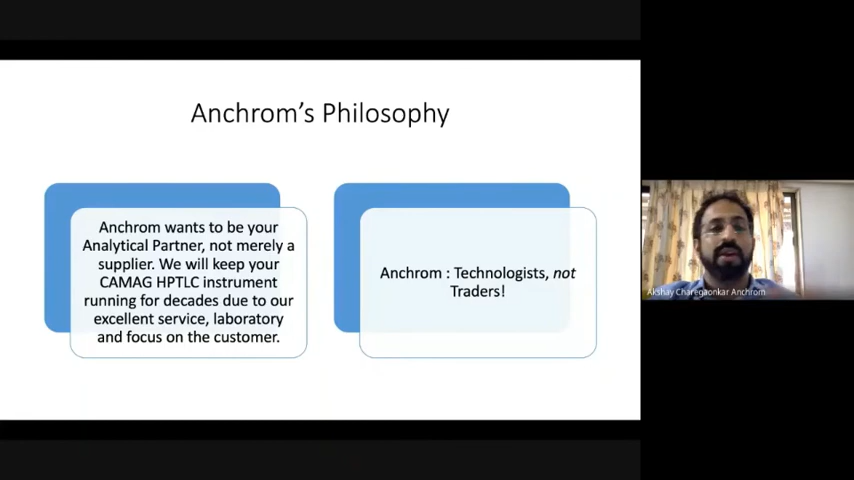 Anchrom's Philosophy
Anchrom wants to be your
Analytical Partner, not merely a
supplier. We will keep your
CAMAG HPTLC instrument
running for decades due to our
excellent service, laboratory
and focus on the customer.
Anchrom : Technologists, not
Traders!
Akshay Charegaonkar Anchrom